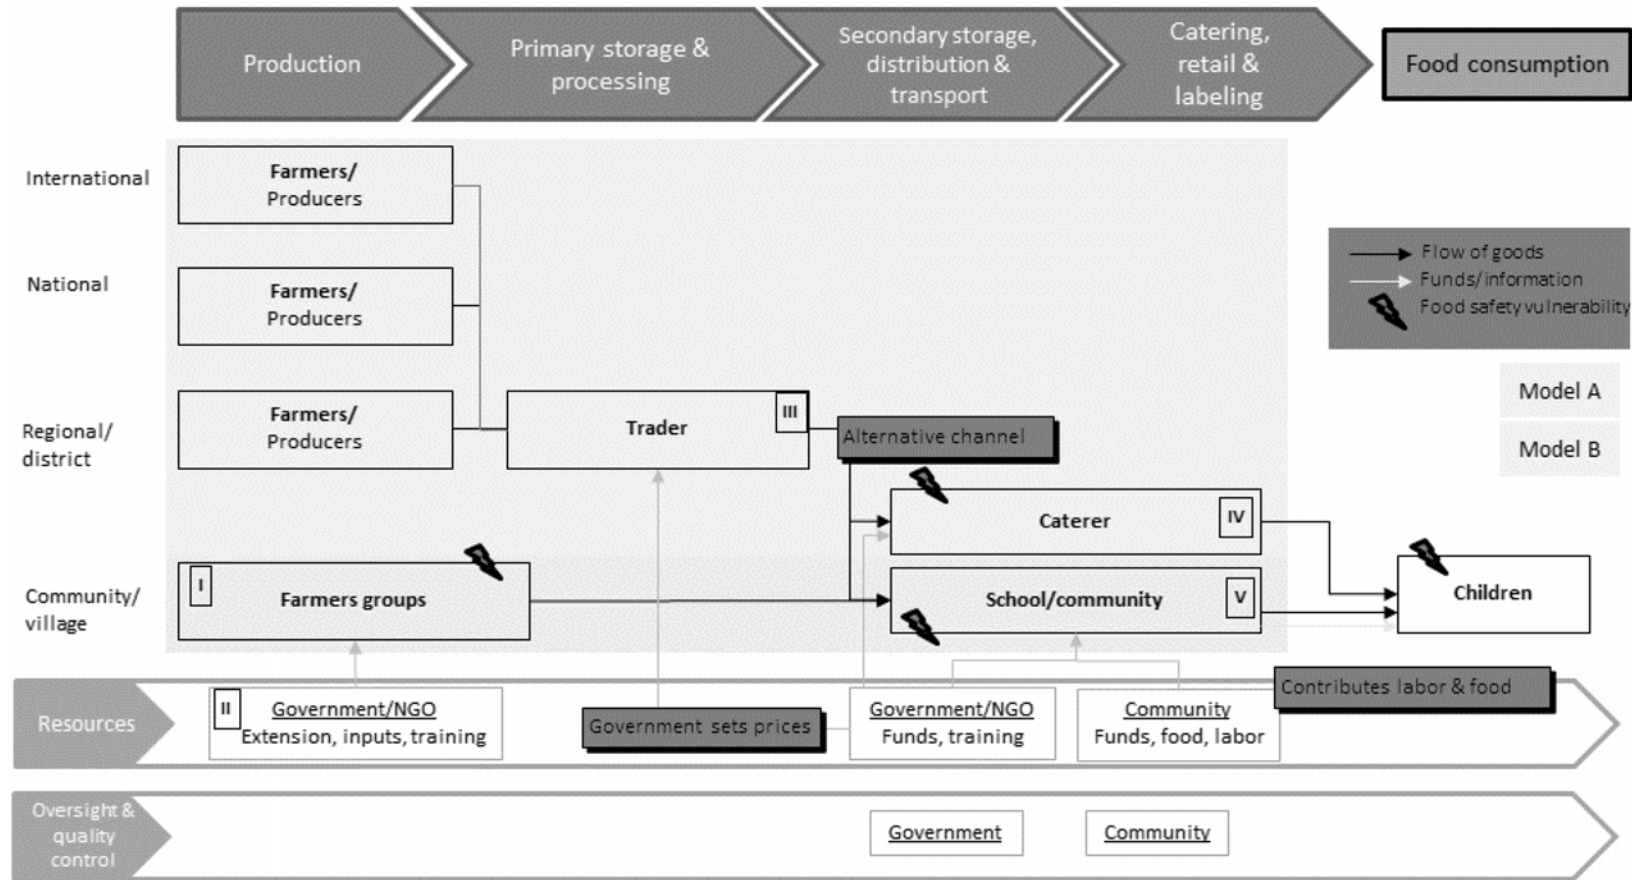 Production
Primary storage &
processing
Secondary storage,
distribution &
transport
Catering,
retail &
labeling
Food consumption
International
Farmers/
Producers
National
Farmers/
Producers
Flow of goods
Funds/information
Food safety vulnerability
Model A
Model B
Regional/
district
Farmers/
Producers
Trader
III
Alternative channel
Caterer
IV
Community/
village
I
Farmers groups
School/community
V
Children
Resources
II
Government/NGO
Extension, inputs, training
Government sets prices
Government/NGO
Funds, training
Community
Funds, food, labor
Contributes labor & food
Oversight &
quality
control
Government
Community